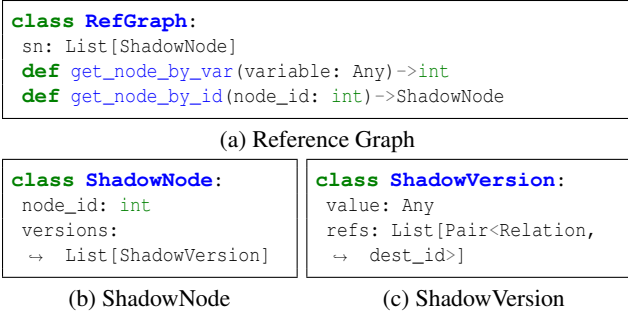 class RefGraph:
sn: List[ShadowNode]
def get_node_by_var(variable: Any)->int
def get_node_by_id(node_id: int)->ShadowNode
(a) Reference Graph
class ShadowNode:
node_id: int
versions:
↪ List[ShadowVersion]
(b) ShadowNode
class ShadowVersion:
value: Any
refs: List[Pair<Relation,
↪ dest_id>]
(c) ShadowVersion